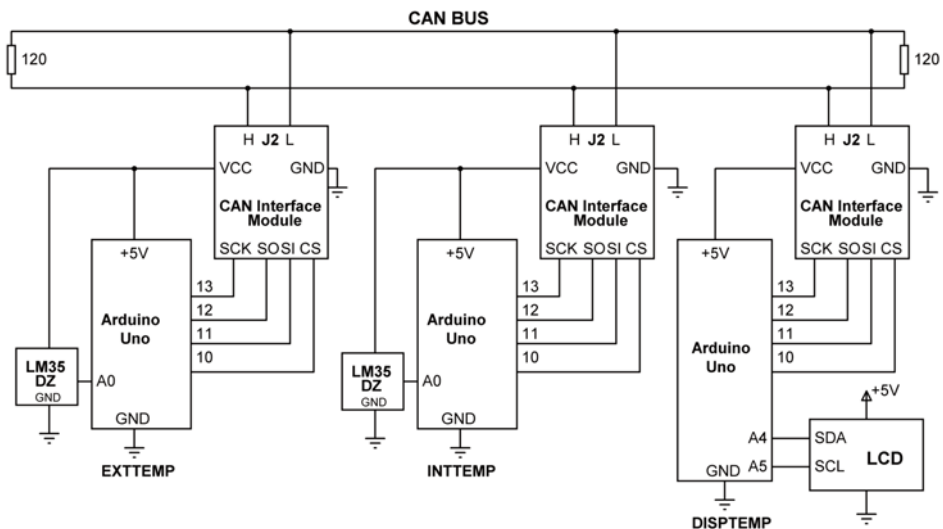 CAN BUS
120
120
H J2 L
VCC GND
CAN Interface
Module
SCK SO SI CS
+5V
13
12
11
10
Arduino
Uno
LM35
DZ
GND
A0
GND
EXTTEMP
H J2 L
VCC GND
CAN Interface
Module
SCK SO SI CS
+5V
13
12
11
10
Arduino
Uno
LM35
DZ
GND
A0
GND
INTTEMP
H J2 L
VCC GND
CAN Interface
Module
SCK SO SI CS
+5V
13
12
11
10
Arduino
Uno
+5V
A4
SDA
A5
SCL
LCD
GND
DISPTEMP